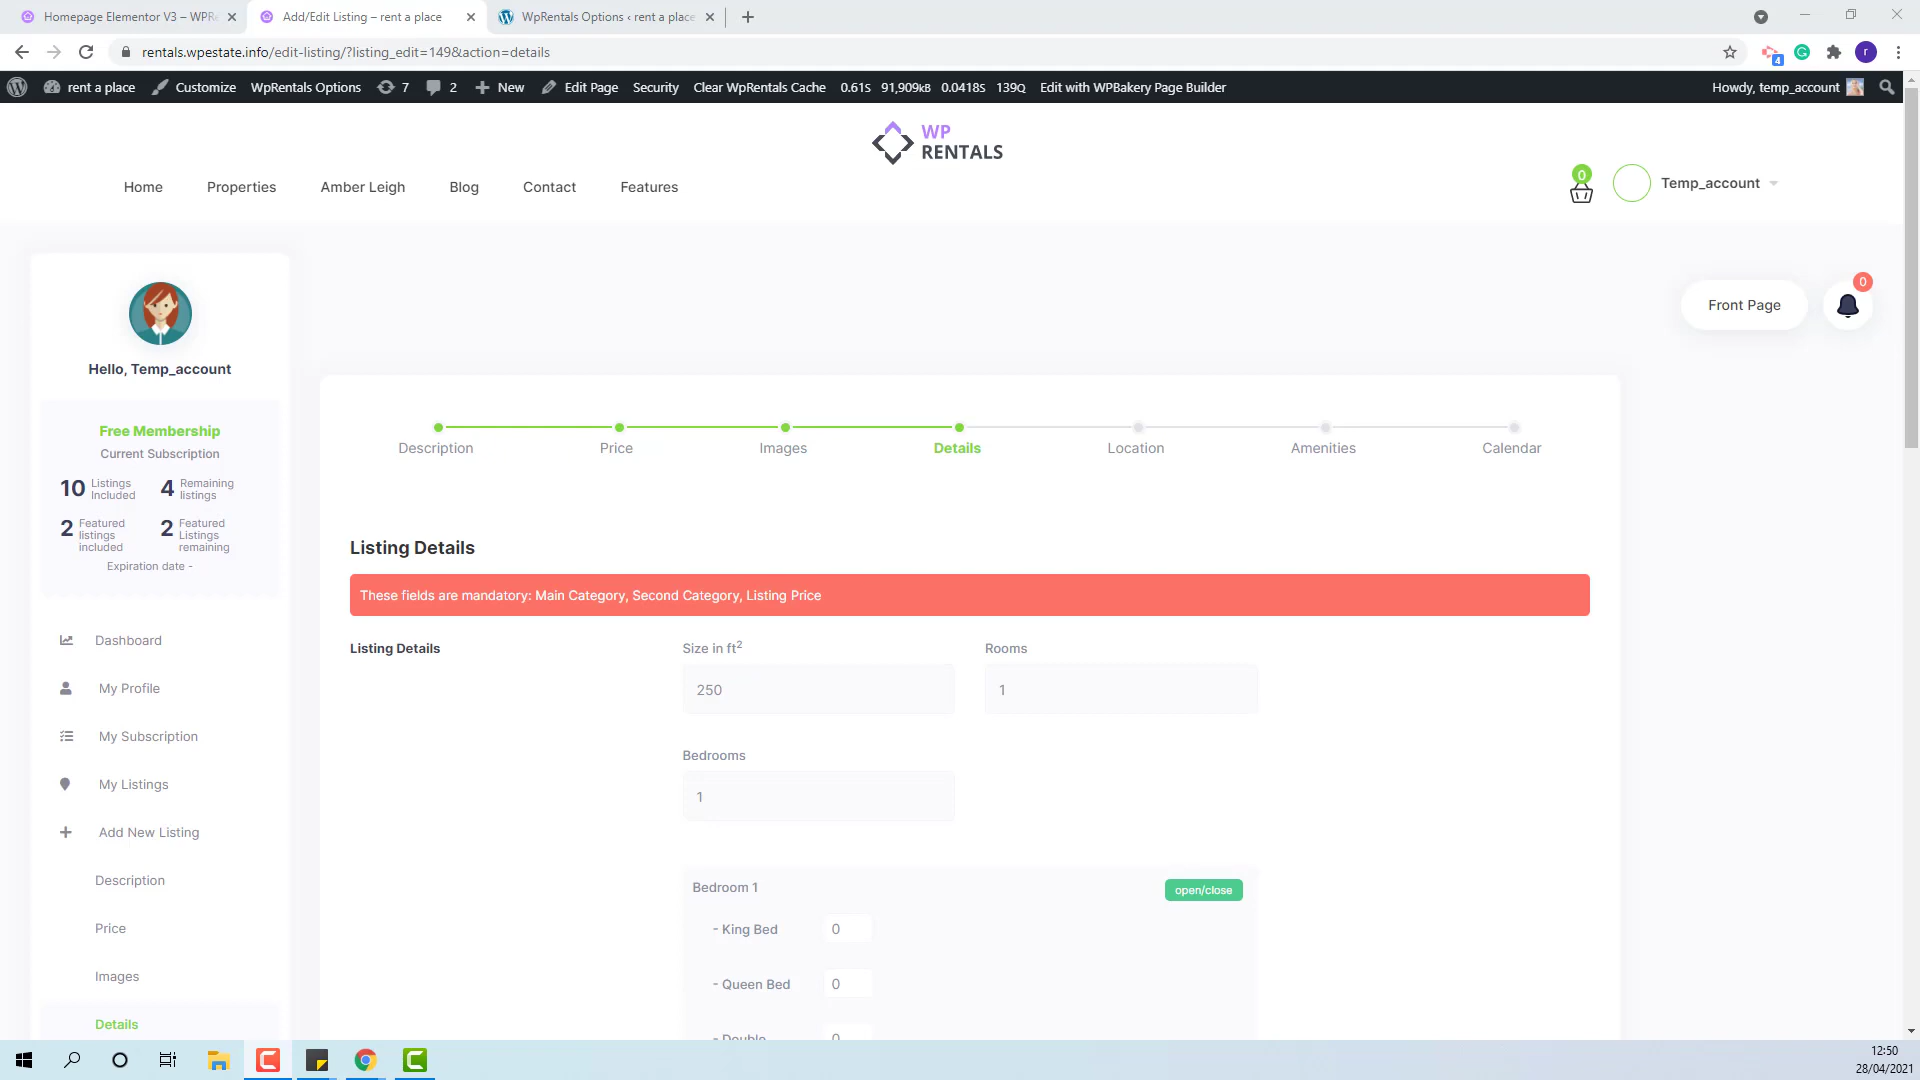 Homepage Elementor V3 – WPRe
Add/Edit Listing – rent a place
WpRentals Options ‹ rent a place
rentals.wpestate.info/edit-listing/?listing_edit=149&action=details
4
r
rent a place
Customize
WpRentals Options
7
2
New
Edit Page
Security
Clear WpRentals Cache
0.61S 91,909KB 0.0418S 139Q
Edit with WPBakery Page Builder
Howdy, temp_account
WP
RENTALS
Home
Properties
Amber Leigh
Blog
Contact
Features
0
Temp_account
Front Page
0
Hello, Temp_account
Free Membership
Current Subscription
10 Listings Included
4 Remaining listings
2 Featured listings included
2 Featured Listings remaining
Expiration date -
Dashboard
My Profile
My Subscription
My Listings
Add New Listing
Description
Price
Images
Details
Description
Price
Images
Details
Location
Amenities
Calendar
Listing Details
These fields are mandatory: Main Category, Second Category, Listing Price
Listing Details
Size in ft2
Rooms
250
1
Bedrooms
1
Bedroom 1
open/close
- King Bed 0
- Queen Bed 0
- Double 0
12:50
28/04/2021